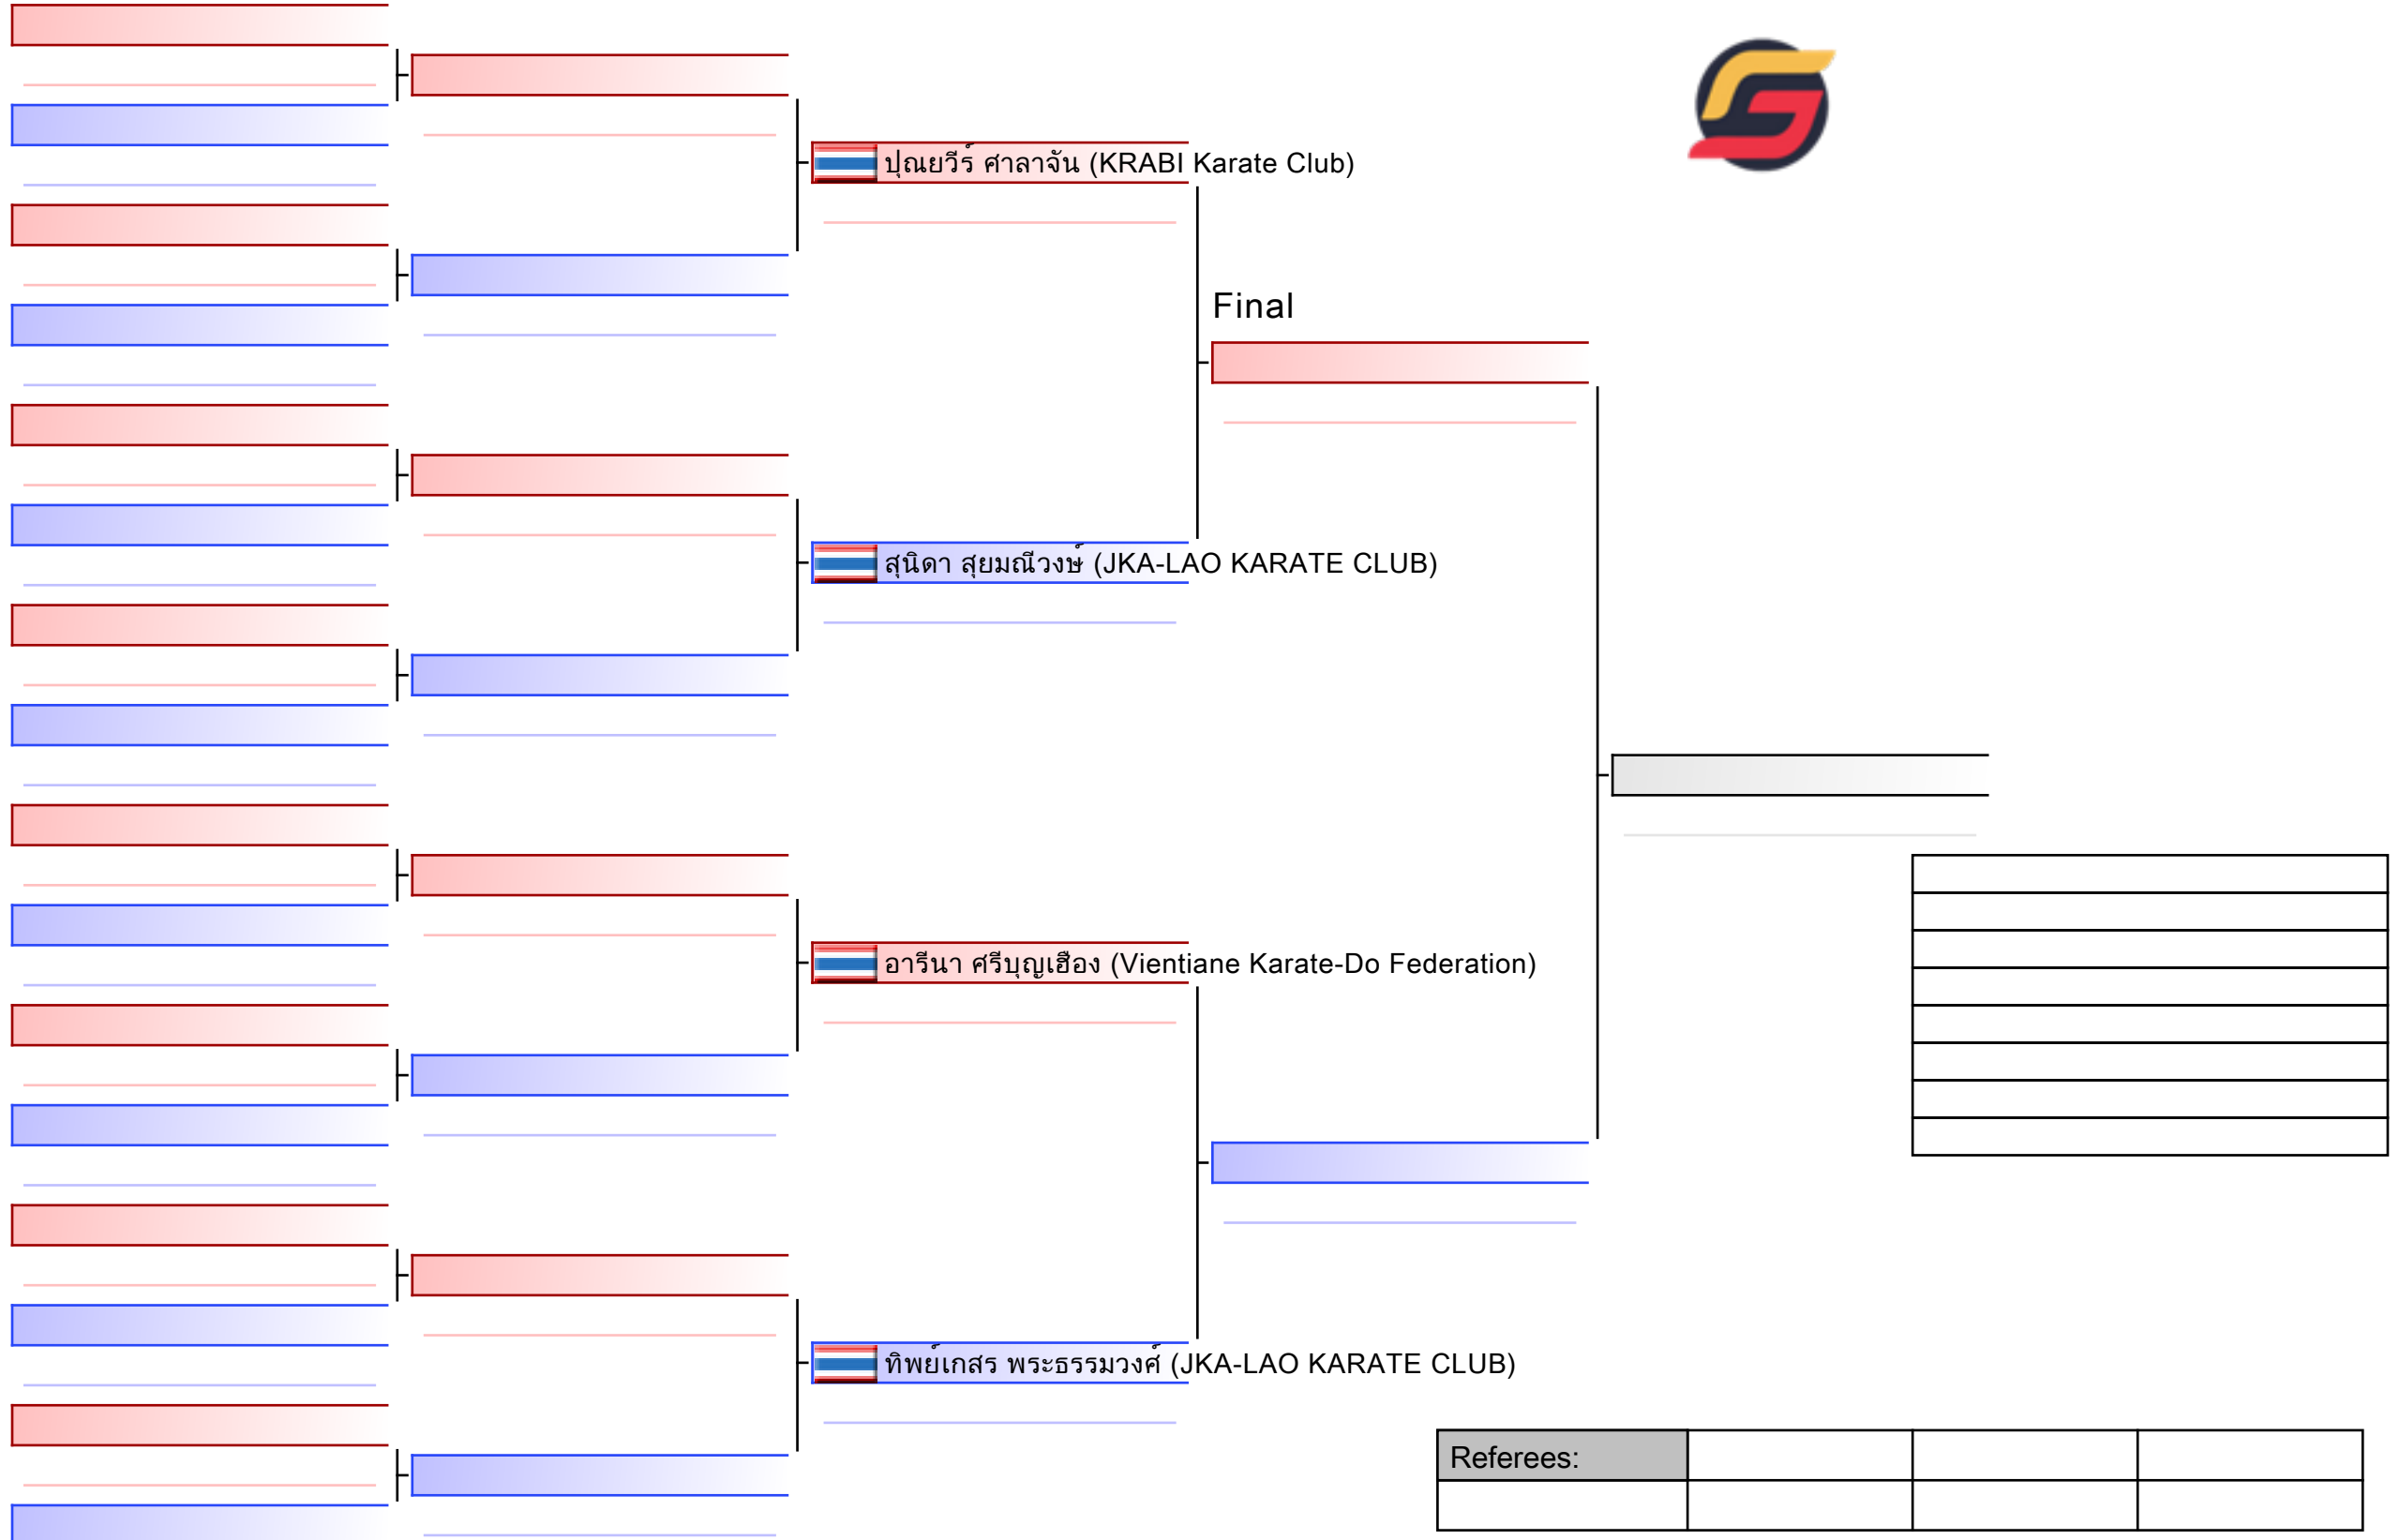 ปุณยวีร์ ศาลาจัน (KRABI Karate Club)
Final
สุนิดา สุยมณีวงษ์ (JKA-LAO KARATE CLUB)
อารีนา ศรีบุญเฮือง (Vientiane Karate-Do Federation)
ทิพย์เกสร พระธรรมวงศ์ (JKA-LAO KARATE CLUB)
Referees: